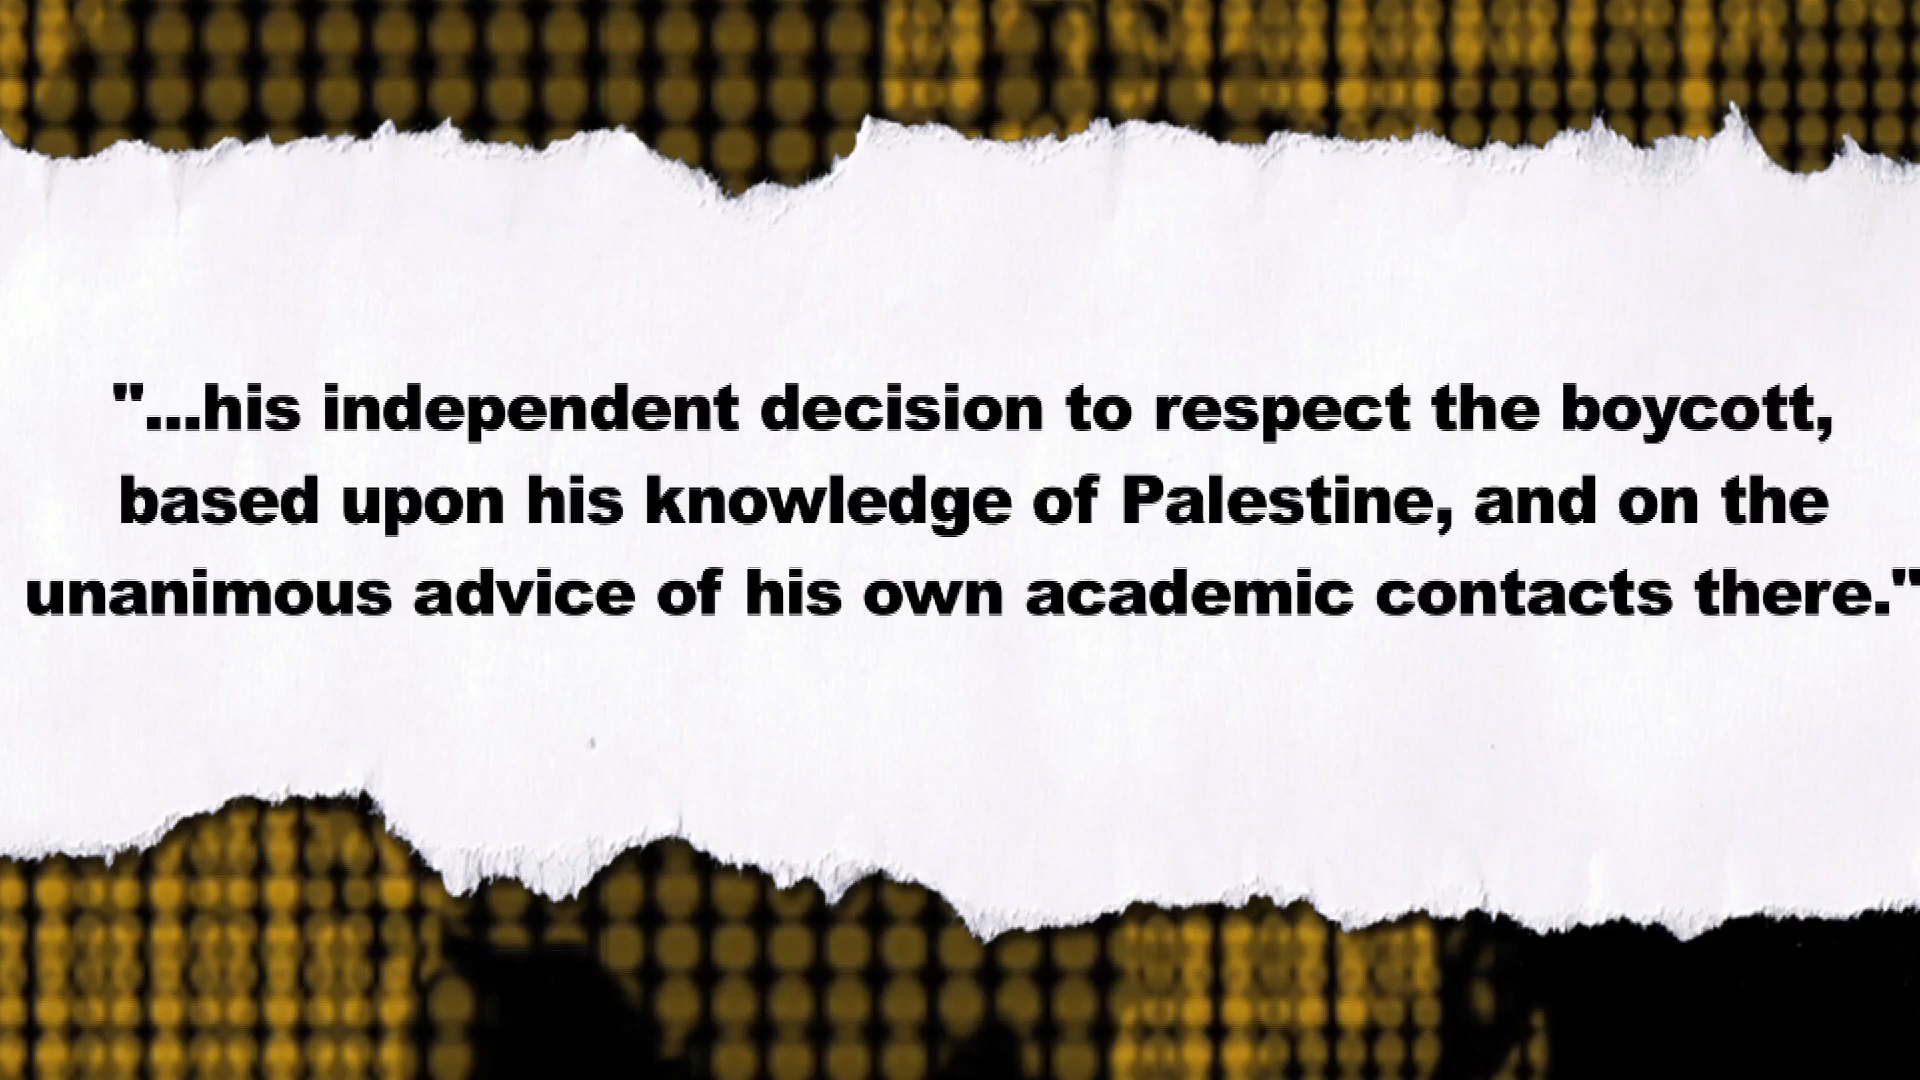 "...his independent decision to respect the boycott,
based upon his knowledge of Palestine, and on the
unanimous advice of his own academic contacts there."